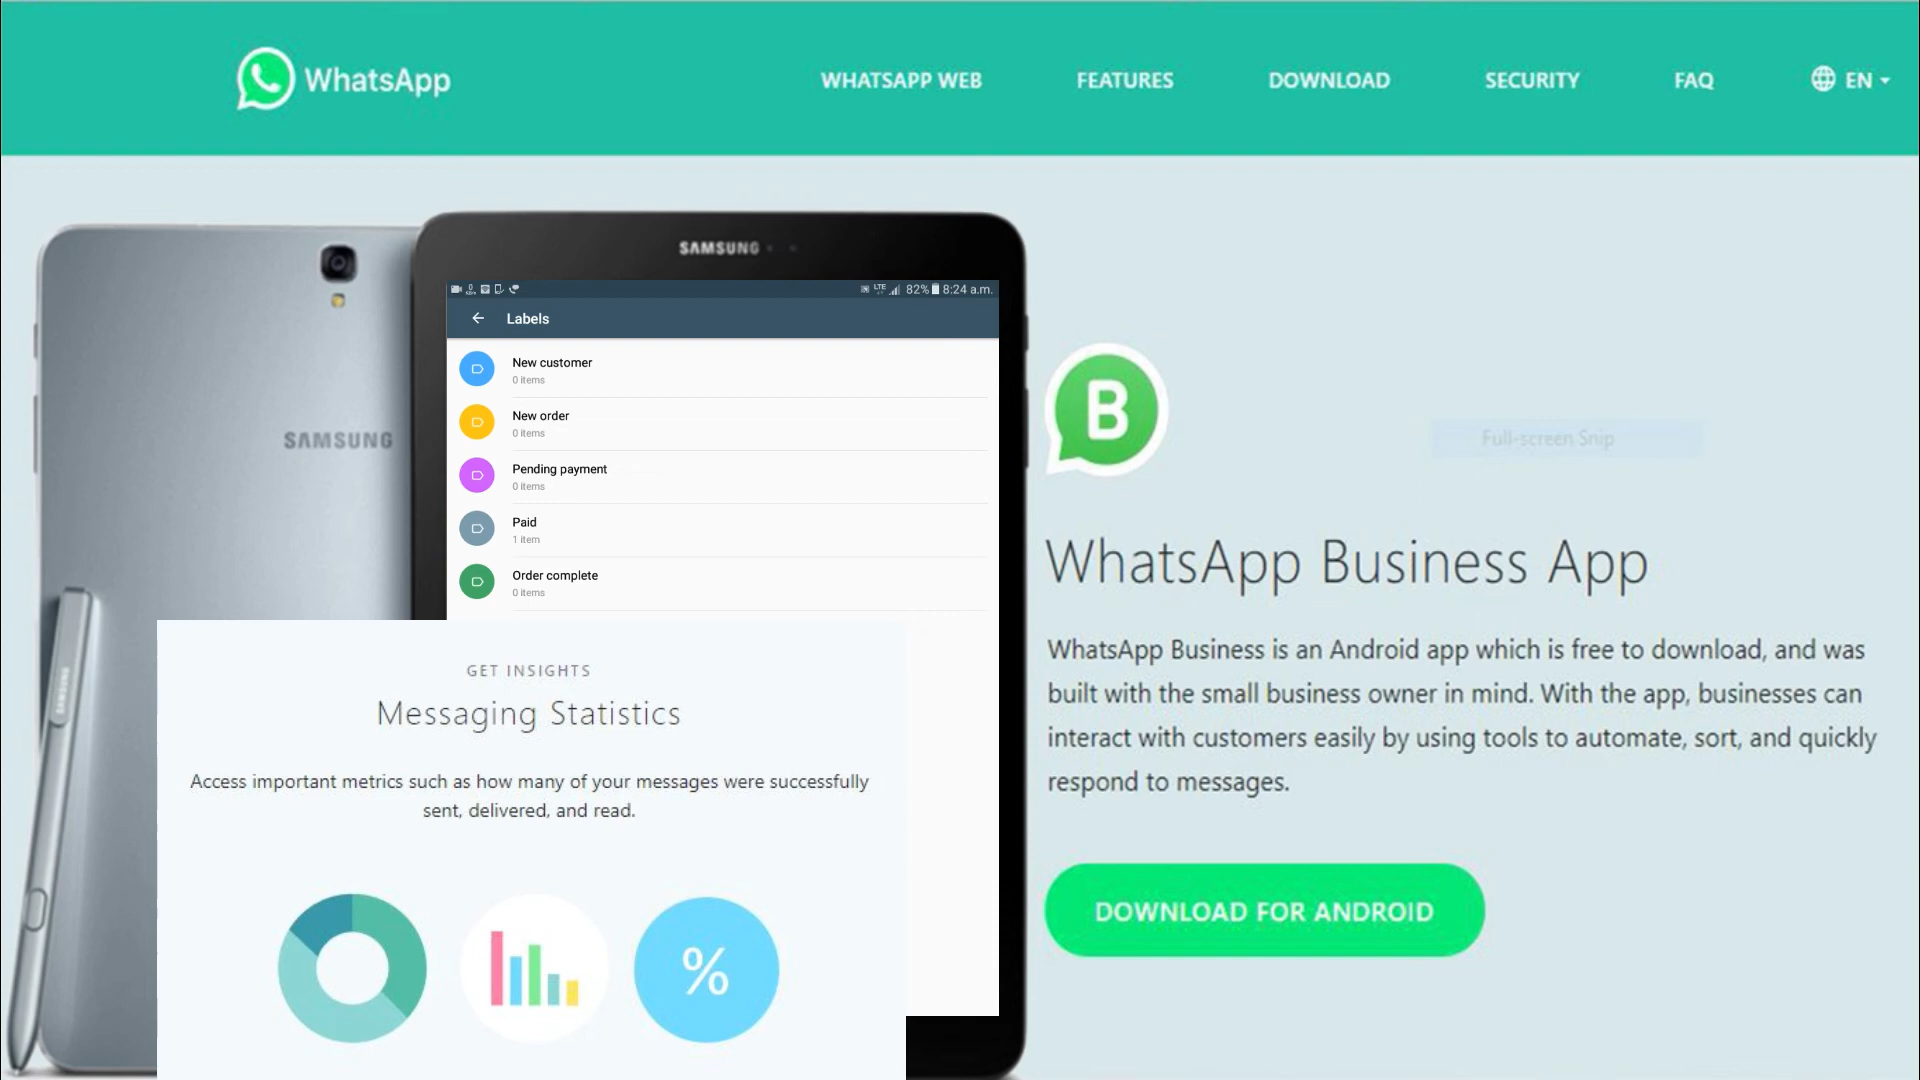 WhatsApp
WHATSAPP WEB
FEATURES
DOWNLOAD
SECURITY
FAQ
EN
SAMSUNG
SAMSUNG
SAMSUNG
LTE 82% 8:24 a.m.
Labels
New customer
0 items
New order
0 items
Pending payment
0 items
Paid
1 item
Order complete
0 items
GET INSIGHTS
Messaging Statistics
Access important metrics such as how many of your messages were successfully
sent, delivered, and read.
%
B
Full-screen Snip
WhatsApp Business App
WhatsApp Business is an Android app which is free to download, and was
built with the small business owner in mind. With the app, businesses can
interact with customers easily by using tools to automate, sort, and quickly
respond to messages.
DOWNLOAD FOR ANDROID